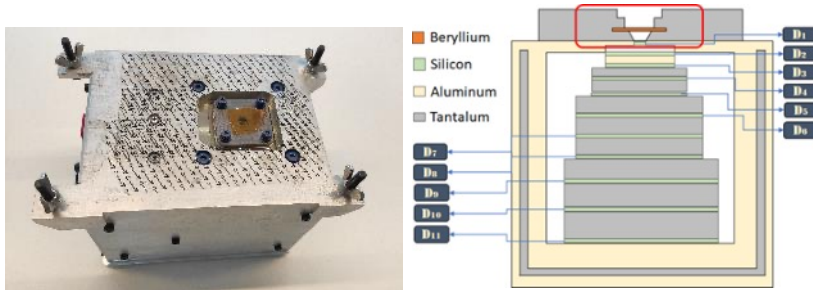 Beryllium
Silicon
Aluminum
Tantalum
D1
D2
D3
D4
D5
D6
D7
D8
D9
D10
D11